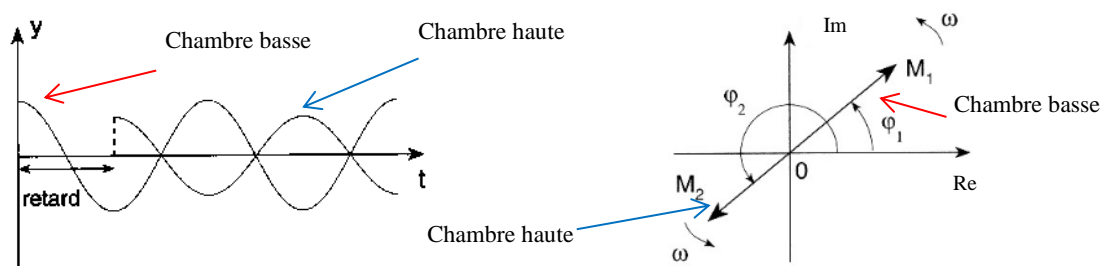 y
Chambre basse
Chambre haute
t
retard
Im
ω
M₁
φ₂
Chambre basse
φ₁
0
Re
M₂
Chambre haute
ω